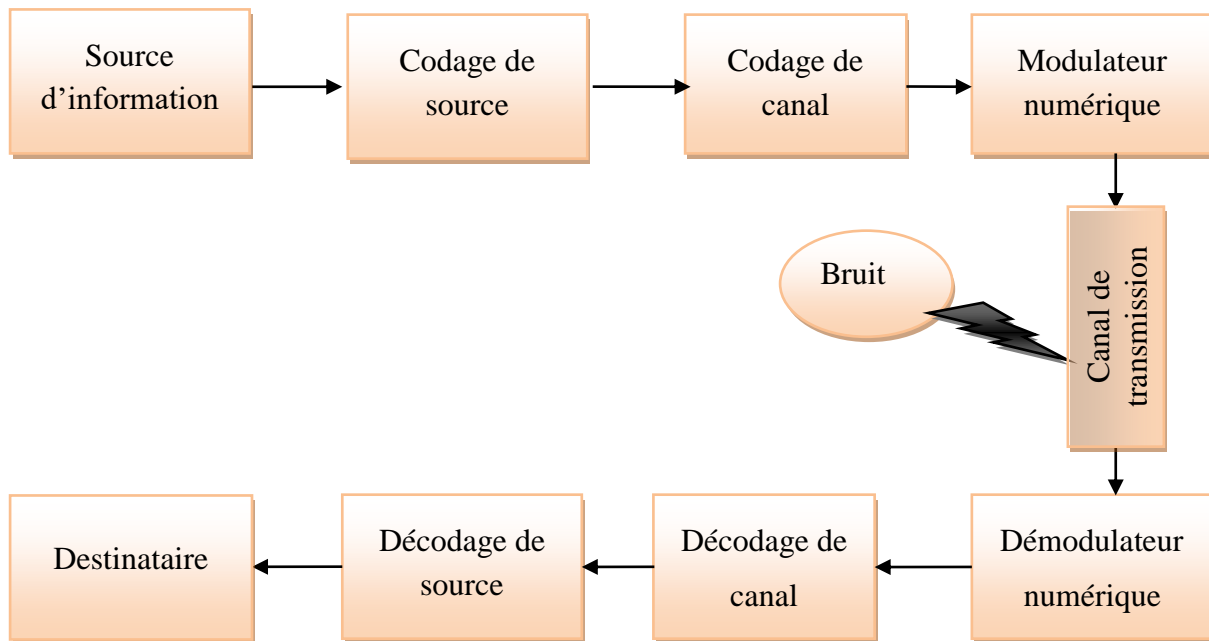 Source
d’information
Codage de
source
Codage de
canal
Modulateur
numérique
Bruit
Canal de
transmission
Destinataire
Décodage de
source
Décodage de
canal
Démodulateur
numérique